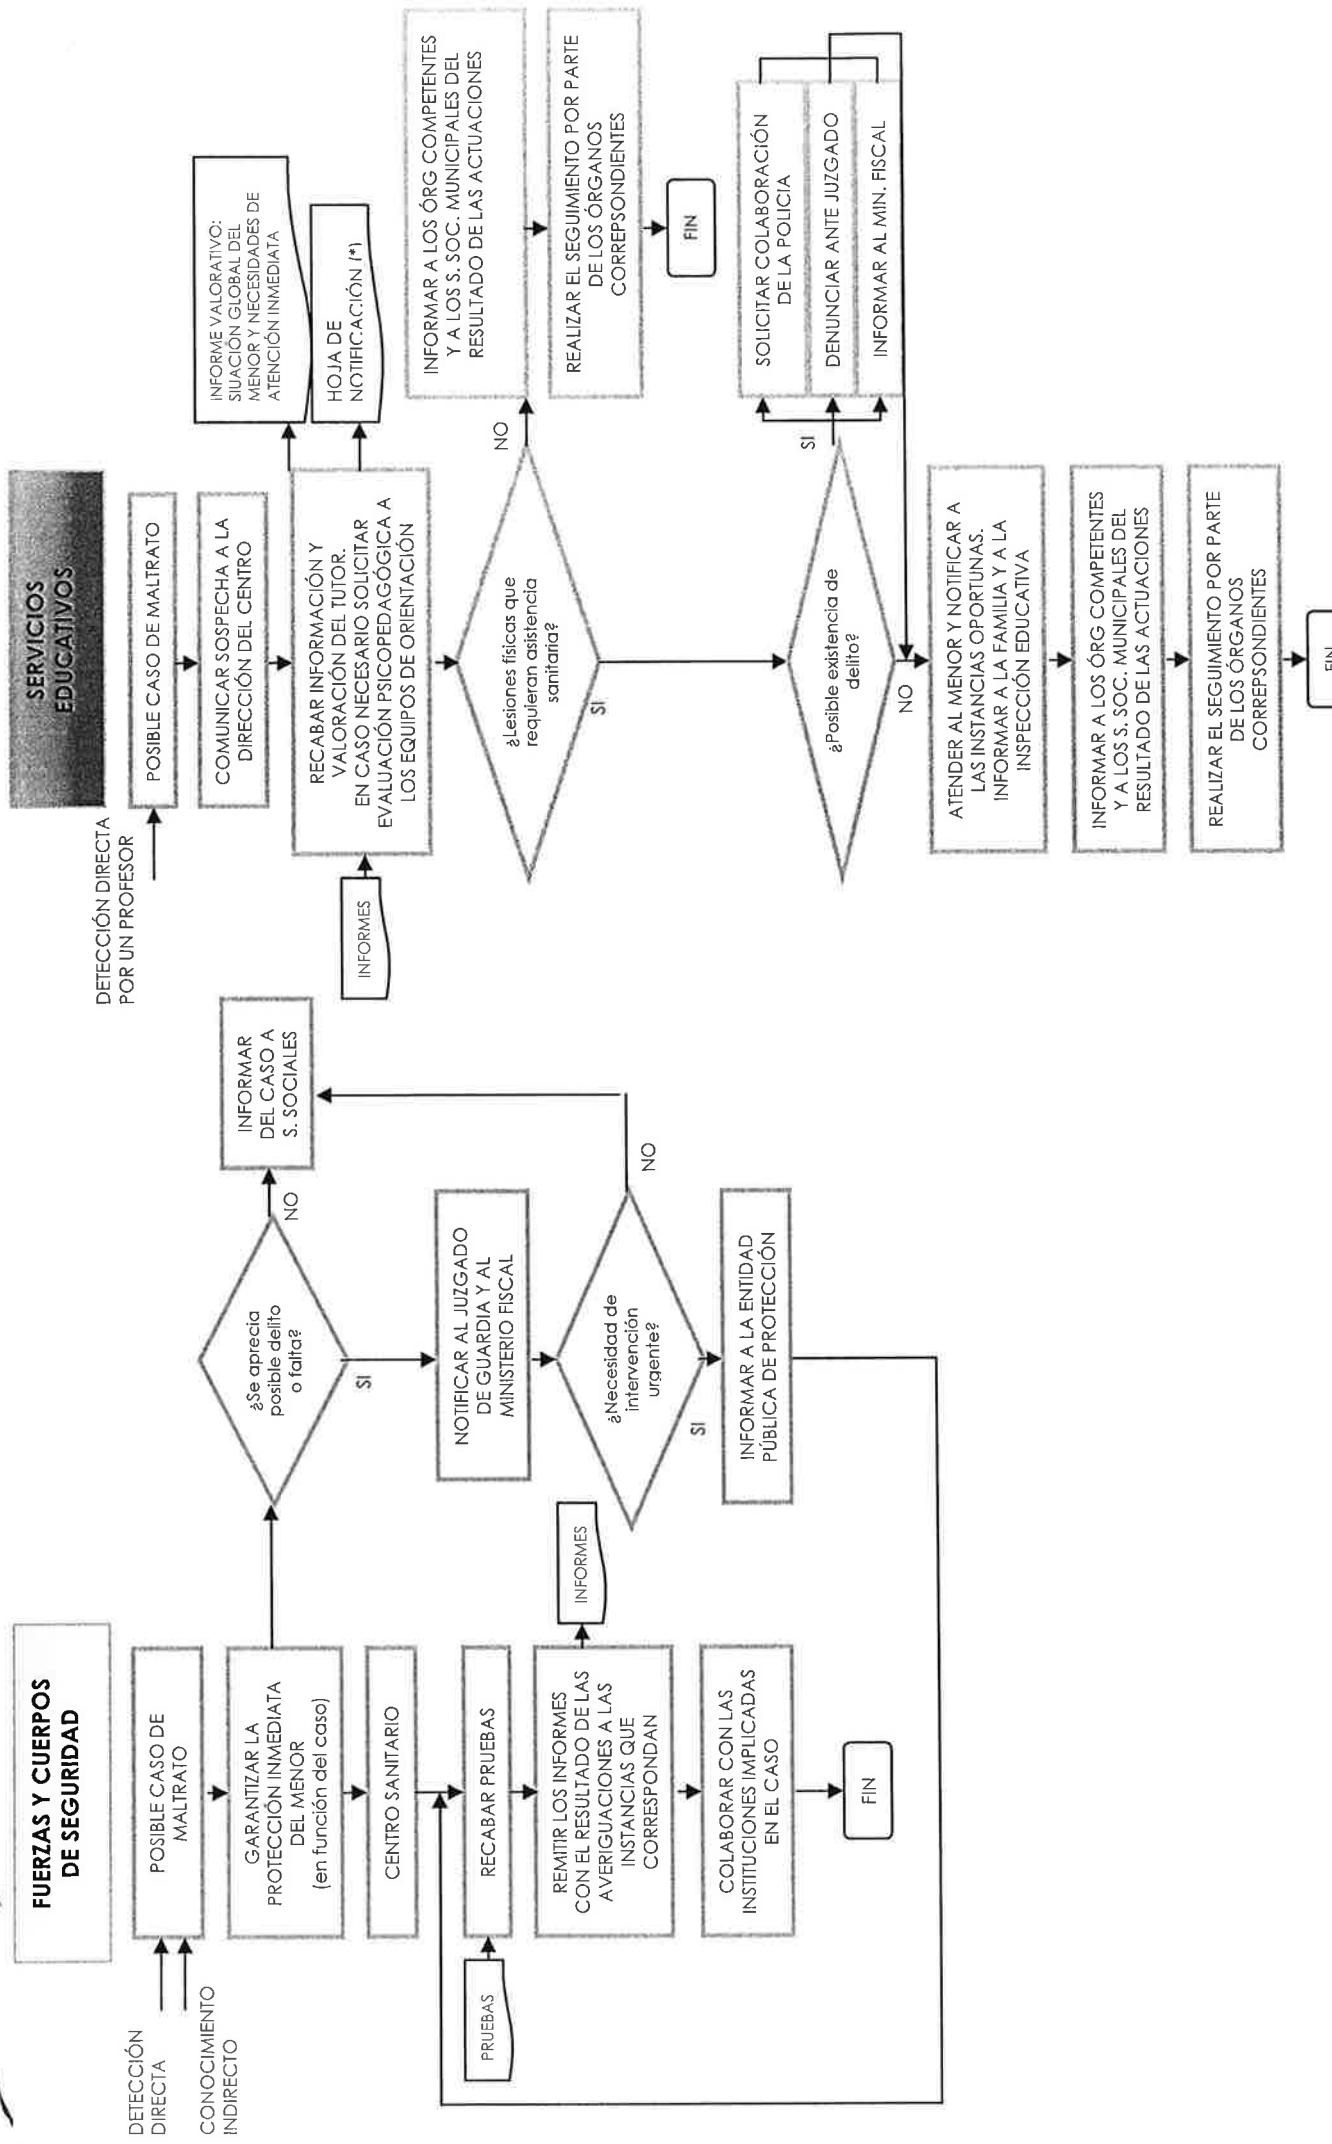 FUERZAS Y CUERPOS
DE SEGURIDAD
DETECCIÓN
DIRECTA
CONOCIMIENTO
INDIRECTO
POSIBLE CASO DE
MALTRATO
GARANTIZAR LA
PROTECCIÓN INMEDIATA
DEL MENOR
(en función del caso)
CENTRO SANITARIO
PRUEBAS
RECABAR PRUEBAS
REMITIR LOS INFORMES
CON EL RESULTADO DE LAS
AVERIGUACIONES A LAS
INSTANCIAS QUE
CORRESPONDAN
INFORMES
COLABORAR CON LAS
INSTITUCIONES IMPLICADAS
EN EL CASO
FIN
¿Se aprecia
posible delito
o falta?
NO
SI
INFORMAR
DEL CASO A
S. SOCIALES
NOTIFICAR AL JUZGADO
DE GUARDIA Y AL
MINISTERIO FISCAL
¿Necesidad de
intervención
urgente?
NO
SI
INFORMAR A LA ENTIDAD
PÚBLICA DE PROTECCIÓN
SERVICIOS
EDUCATIVOS
DETECCIÓN DIRECTA
POR UN PROFESOR
POSIBLE CASO DE MALTRATO
COMUNICAR SOSPECHA A LA
DIRECCIÓN DEL CENTRO
INFORMES
RECABAR INFORMACIÓN Y
VALORACIÓN DEL TUTOR.
EN CASO NECESARIO SOLICITAR
EVALUACIÓN PSICOPEDAGÓGICA A
LOS EQUIPOS DE ORIENTACIÓN
INFORME VALORATIVO:
SIUACIÓN GLOBAL DEL
MENOR Y NECESIDADES DE
ATENCIÓN INMEDIATA
HOJA DE
NOTIFICACIÓN (*)
¿Lesiones físicas que
requieran asistencia
sanitaria?
NO
SI
INFORMAR A LOS ÓRG COMPETENTES
Y A LOS S. SOC. MUNICIPALES DEL
RESULTADO DE LAS ACTUACIONES
REALIZAR EL SEGUIMIENTO POR PARTE
DE LOS ÓRGANOS
CORREPSONDIENTES
FIN
¿Posible existencia de
delito?
SI
NO
SOLICITAR COLABORACIÓN
DE LA POLICIA
DENUNCIAR ANTE JUZGADO
INFORMAR AL MIN. FISCAL
ATENDER AL MENOR Y NOTIFICAR A
LAS INSTANCIAS OPORTUNAS.
INFORMAR A LA FAMILIA Y A LA
INSPECCIÓN EDUCATIVA
INFORMAR A LOS ÓRG COMPETENTES
Y A LOS S. SOC. MUNICIPALES DEL
RESULTADO DE LAS ACTUACIONES
REALIZAR EL SEGUIMIENTO POR PARTE
DE LOS ÓRGANOS
CORREPSONDIENTES
FIN